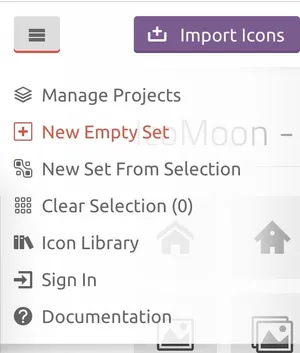 Import Icons
Manage Projects
New Empty Set
IcoMoon –
New Set From Selection
Clear Selection (0)
Icon Library
Sign In
Documentation